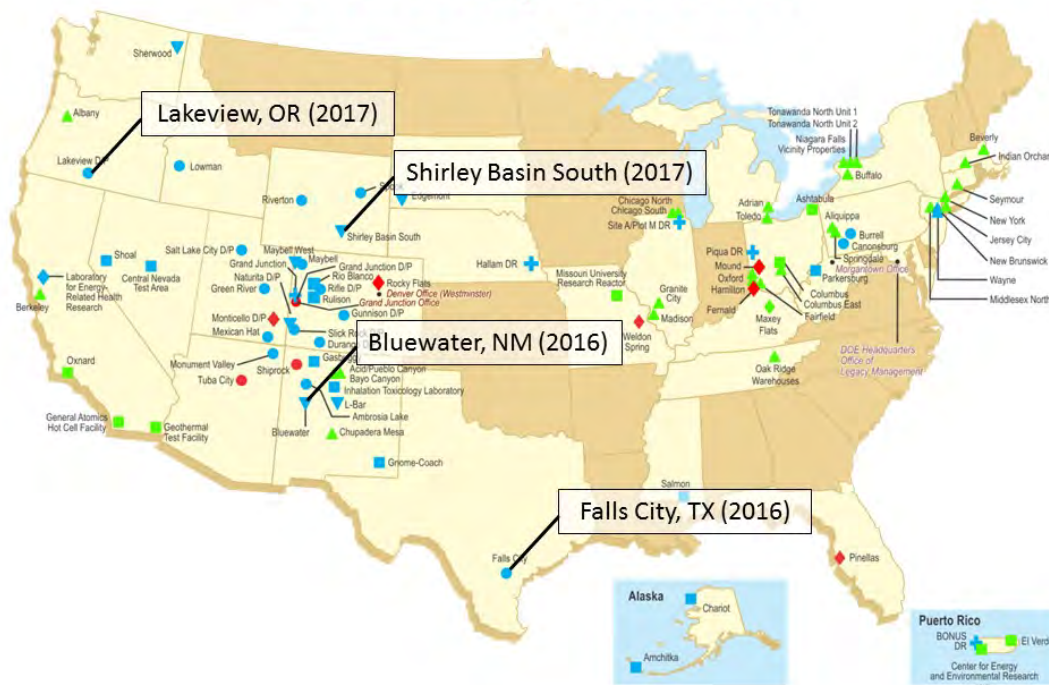 Sherwood
Albany
Lakeview, OR (2017)
Lakeview D/P
Lowman
Shirley Basin South (2017)
Edgemont
Riverton
Shirley Basin South
Tonawanda North Unit 1
Tonawanda North Unit 2
Niagara Falls
Vicinity Properties
Buffalo
Beverly
Indian Orchard
Seymour
New York
Jersey City
New Brunswick
Wayne
Middlesex North
Chicago North
Chicago South
Site A/Plot M DR
Adrian
Toledo
Ashtabula
Aliquippa
Burrell
Canonsburg
Springdale
Morgantown Office
Parkersburg
Piqua DR
Mound
Oxford
Hamilton
Fernald
Columbus
Columbus East
Fairfield
Maxey
Flats
Shoal
Central Nevada
Test Area
Salt Lake City D/P
Green River
Maybell West
Maybell
Grand Junction
Grand Junction D/P
Rio Blanco
Naturita D/P
Rifle D/P
Rulison
Rocky Flats
Denver Office (Westminster)
Grand Junction Office
Gunnison D/P
Hallam DR
Missouri University
Research Reactor
Granite
City
Madison
Weldon
Spring
Laboratory
for Energy-
Related Health
Research
Berkeley
Monticello D/P
Mexican Hat
Slick Rock
Monument Valley
Bluewater, NM (2016)
Tuba City
Shiprock
Acid/Pueblo Canyon
Bayo Canyon
Inhalation Toxicology Laboratory
L-Bar
Ambrosia Lake
Bluewater
Chupadera Mesa
Gnome-Coach
Oxnard
General Atomics
Hot Cell Facility
Geothermal
Test Facility
Oak Ridge
Warehouses
DOE Headquarters
Office of
Legacy Management
Salmon
Falls City, TX (2016)
Falls City
Pinellas
Alaska
Chariot
Amchitka
Puerto Rico
BONUS
DR
El Verde
Center for Energy
and Environmental Research